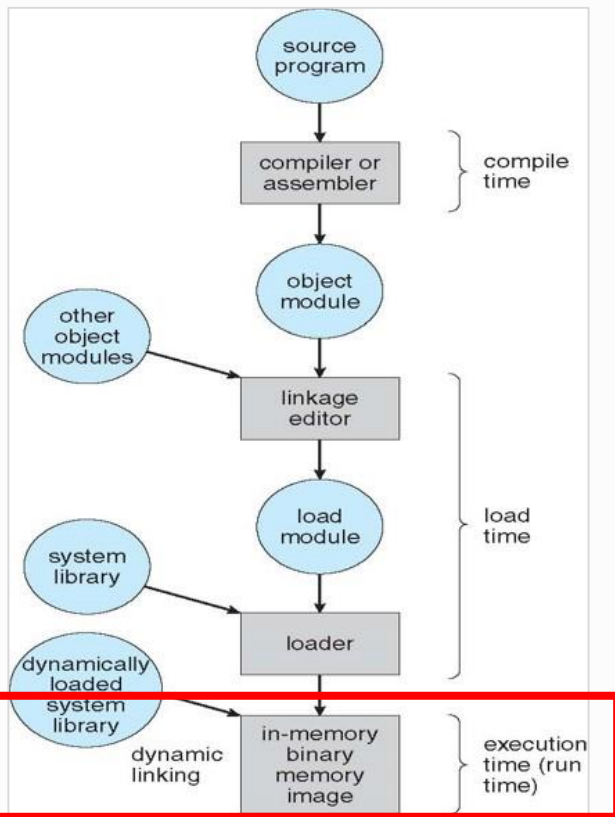 source
program
compiler or
assembler
compile
time
object
module
other
object
modules
linkage
editor
load
module
load
time
system
library
loader
dynamically
loaded
system
library
dynamic
linking
in-memory
binary
memory
image
execution
time (run
time)